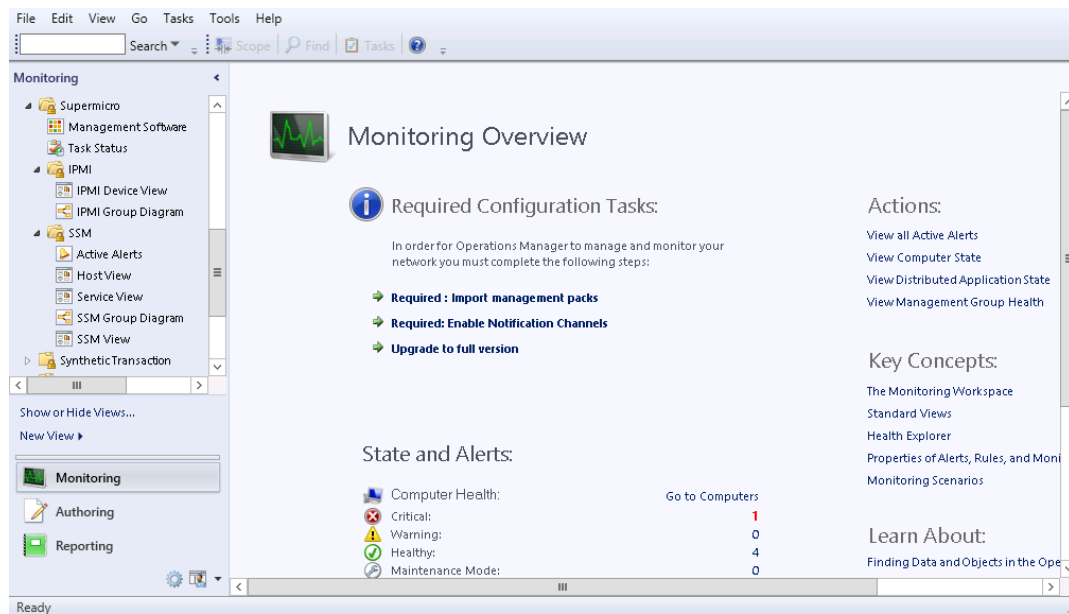 File Edit View Go Tasks Tools Help
Search Scope Find Tasks
Monitoring
Supermicro
Management Software
Task Status
IPMI
IPMI Device View
IPMI Group Diagram
SSM
Active Alerts
Host View
Service View
SSM Group Diagram
SSM View
Synthetic Transaction
Show or Hide Views...
New View
Monitoring
Authoring
Reporting
Monitoring Overview
Required Configuration Tasks:
In order for Operations Manager to manage and monitor your
network you must complete the following steps:
Required : Import management packs
Required: Enable Notification Channels
Upgrade to full version
State and Alerts:
Computer Health: Go to Computers
Critical: 1
Warning: 0
Healthy: 4
Maintenance Mode: 0
Actions:
View all Active Alerts
View Computer State
View Distributed Application State
View Management Group Health
Key Concepts:
The Monitoring Workspace
Standard Views
Health Explorer
Properties of Alerts, Rules, and Moni
Monitoring Scenarios
Learn About:
Finding Data and Objects in the Ope
Ready